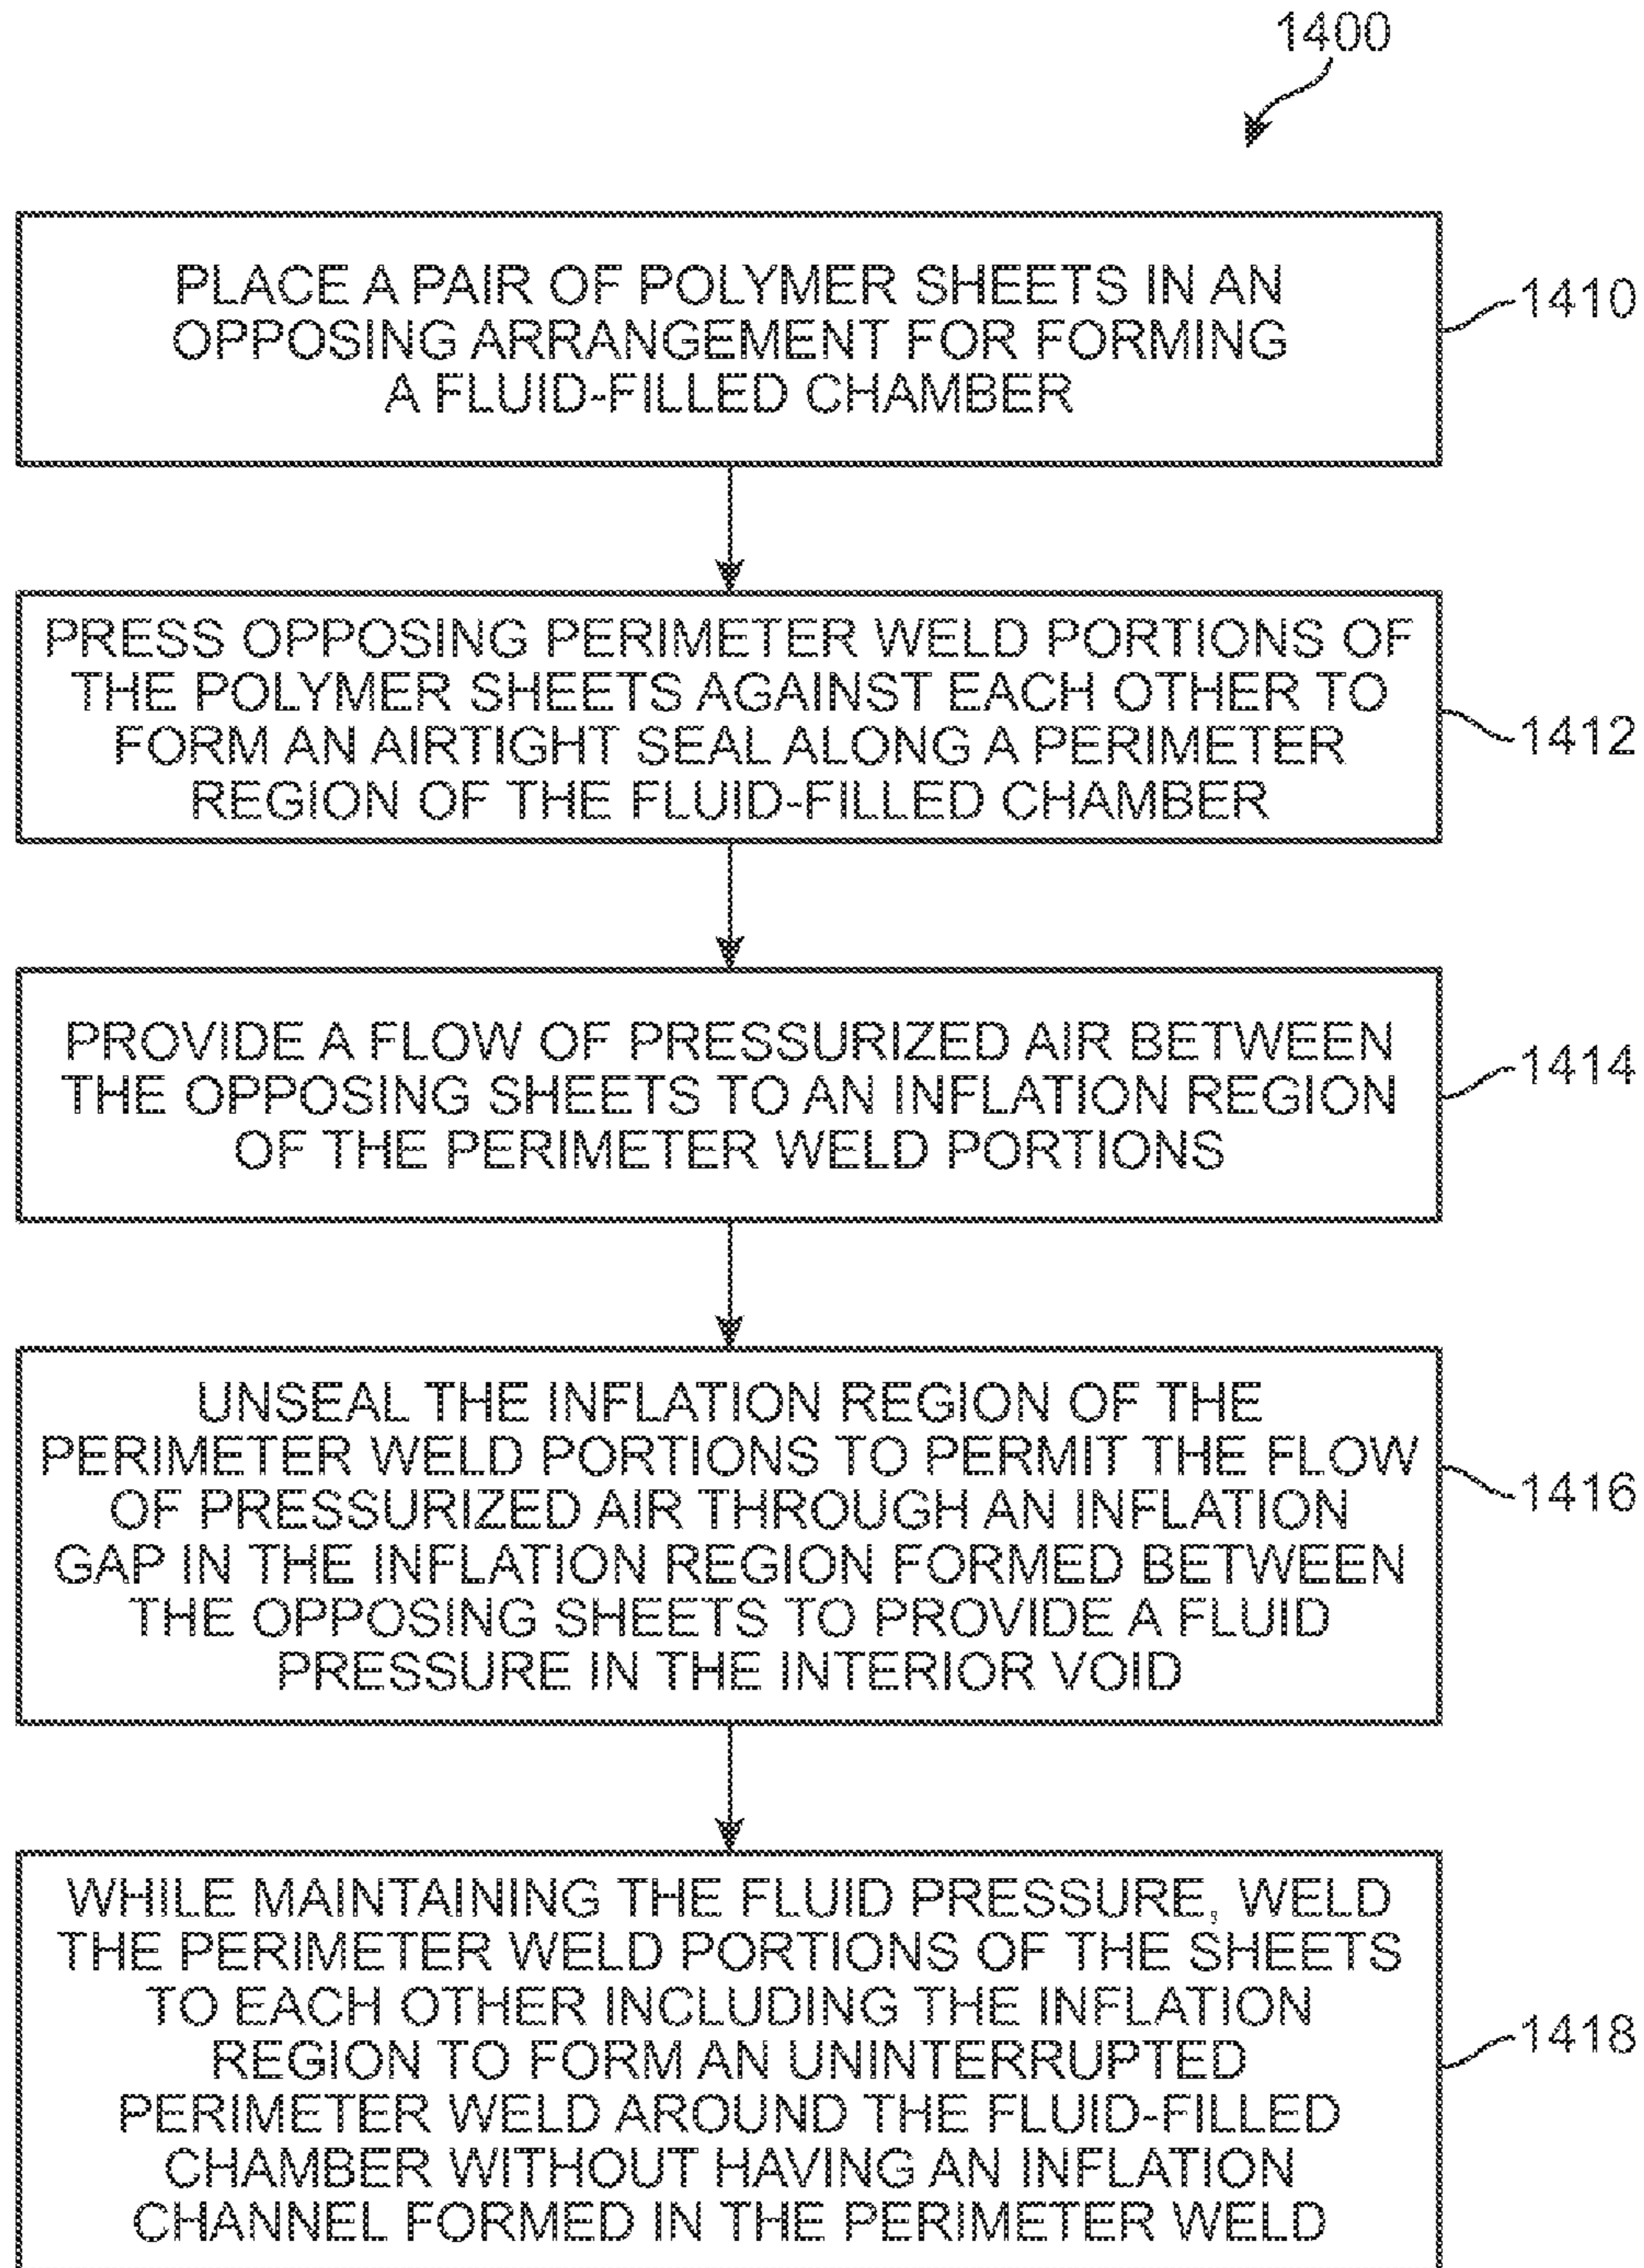 1400
PLACE A PAIR OF POLYMER SHEETS IN AN
OPPOSING ARRANGEMENT FOR FORMING
A FLUID-FILLED CHAMBER
1410
PRESS OPPOSING PERIMETER WELD PORTIONS OF
THE POLYMER SHEETS AGAINST EACH OTHER TO
FORM AN AIRTIGHT SEAL ALONG A PERIMETER
REGION OF THE FLUID-FILLED CHAMBER
1412
PROVIDE A FLOW OF PRESSURIZED AIR BETWEEN
THE OPPOSING SHEETS TO AN INFLATION REGION
OF THE PERIMETER WELD PORTIONS
1414
UNSEAL THE INFLATION REGION OF THE
PERIMETER WELD PORTIONS TO PERMIT THE FLOW
OF PRESSURIZED AIR THROUGH AN INFLATION
GAP IN THE INFLATION REGION FORMED BETWEEN
THE OPPOSING SHEETS TO PROVIDE A FLUID
PRESSURE IN THE INTERIOR VOID
1416
WHILE MAINTAINING THE FLUID PRESSURE, WELD
THE PERIMETER WELD PORTIONS OF THE SHEETS
TO EACH OTHER INCLUDING THE INFLATION
REGION TO FORM AN UNINTERRUPTED
PERIMETER WELD AROUND THE FLUID-FILLED
CHAMBER WITHOUT HAVING AN INFLATION
CHANNEL FORMED IN THE PERIMETER WELD
1418